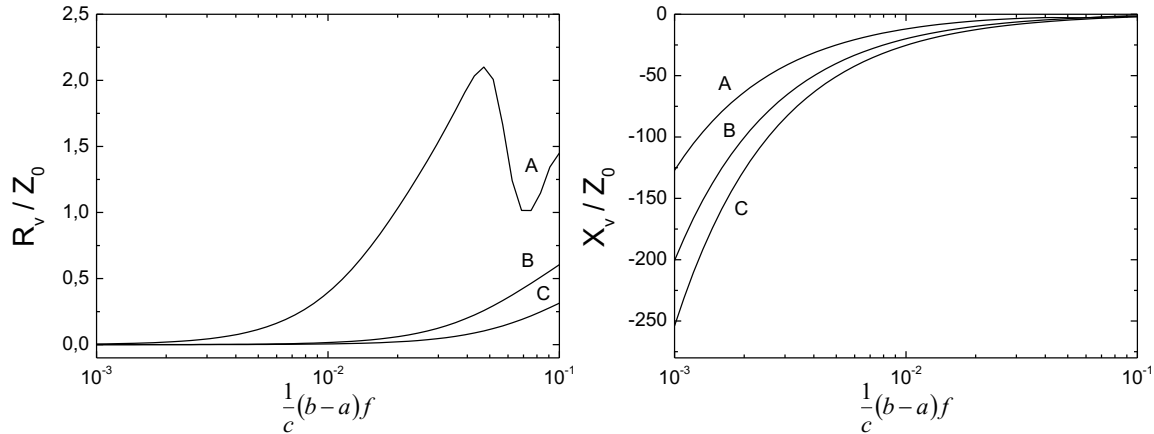 2,5
2,0
1,5
1,0
0,5
0,0
R_v / Z_0
A
B
C
10^-3
10^-2
10^-1
1/c (b−a) f
0
-50
-100
-150
-200
-250
X_v / Z_0
A
B
C
10^-3
10^-2
10^-1
1/c (b−a) f